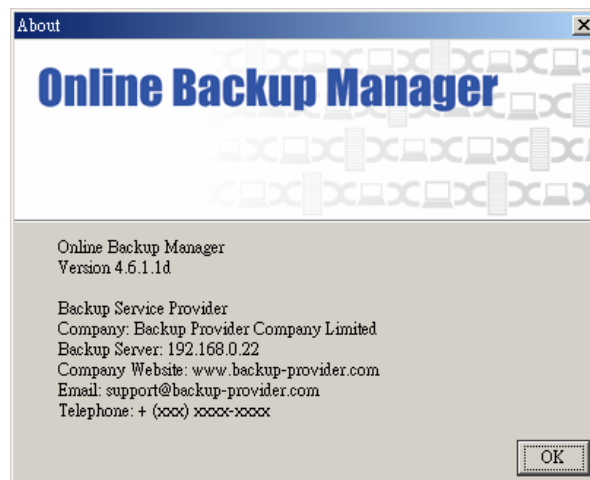 About
Online Backup Manager
Online Backup Manager
Version 4.6.1.1d
Backup Service Provider
Company: Backup Provider Company Limited
Backup Server: 192.168.0.22
Company Website: www.backup-provider.com
Email: support@backup-provider.com
Telephone: + (xxx) xxxx-xxxx
OK